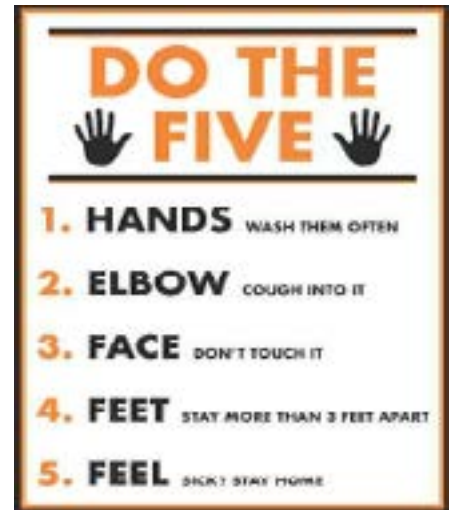 DO THE
FIVE
1. HANDS WASH THEM OFTEN
2. ELBOW COUGH INTO IT
3. FACE DON'T TOUCH IT
4. FEET STAY MORE THAN 3 FEET APART
5. FEEL SICK? STAY HOME